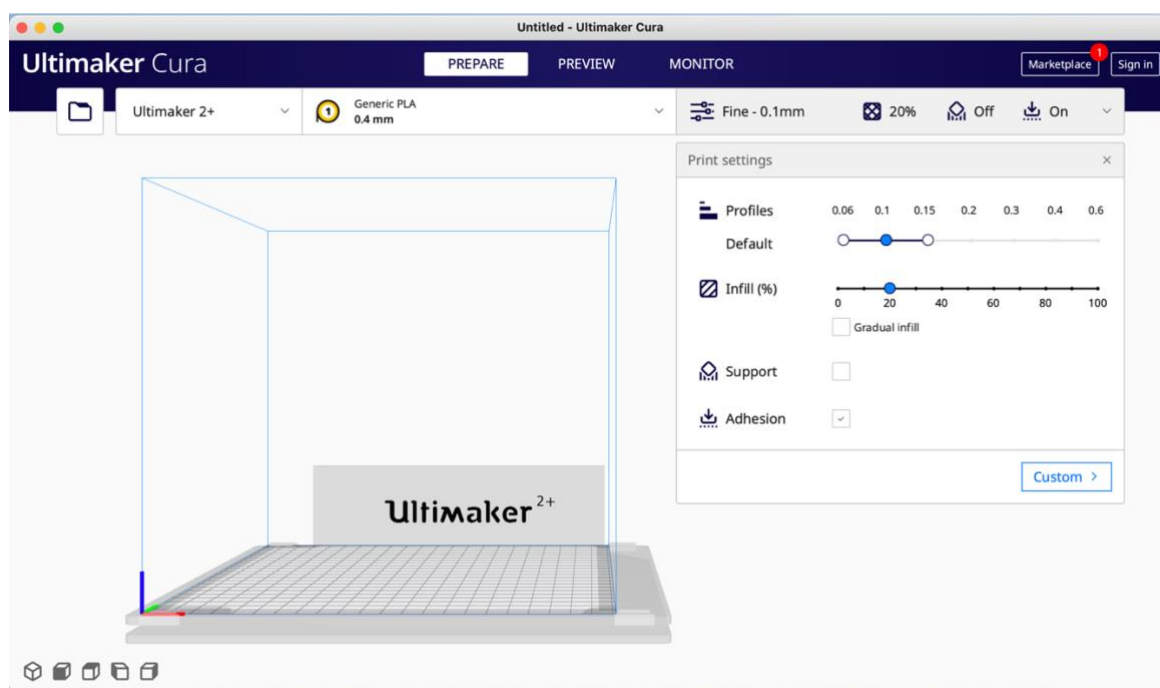 Untitled - Ultimaker Cura
Ultimaker Cura
PREPARE
PREVIEW
MONITOR
Marketplace
1
Sign in
Ultimaker 2+
1
Generic PLA
0.4 mm
Fine - 0.1mm
20%
Off
On
Print settings
Profiles
0.06 0.1 0.15 0.2 0.3 0.4 0.6
Default
Infill (%)
0 20 40 60 80 100
Gradual infill
Support
Adhesion
Custom
Ultimaker 2+